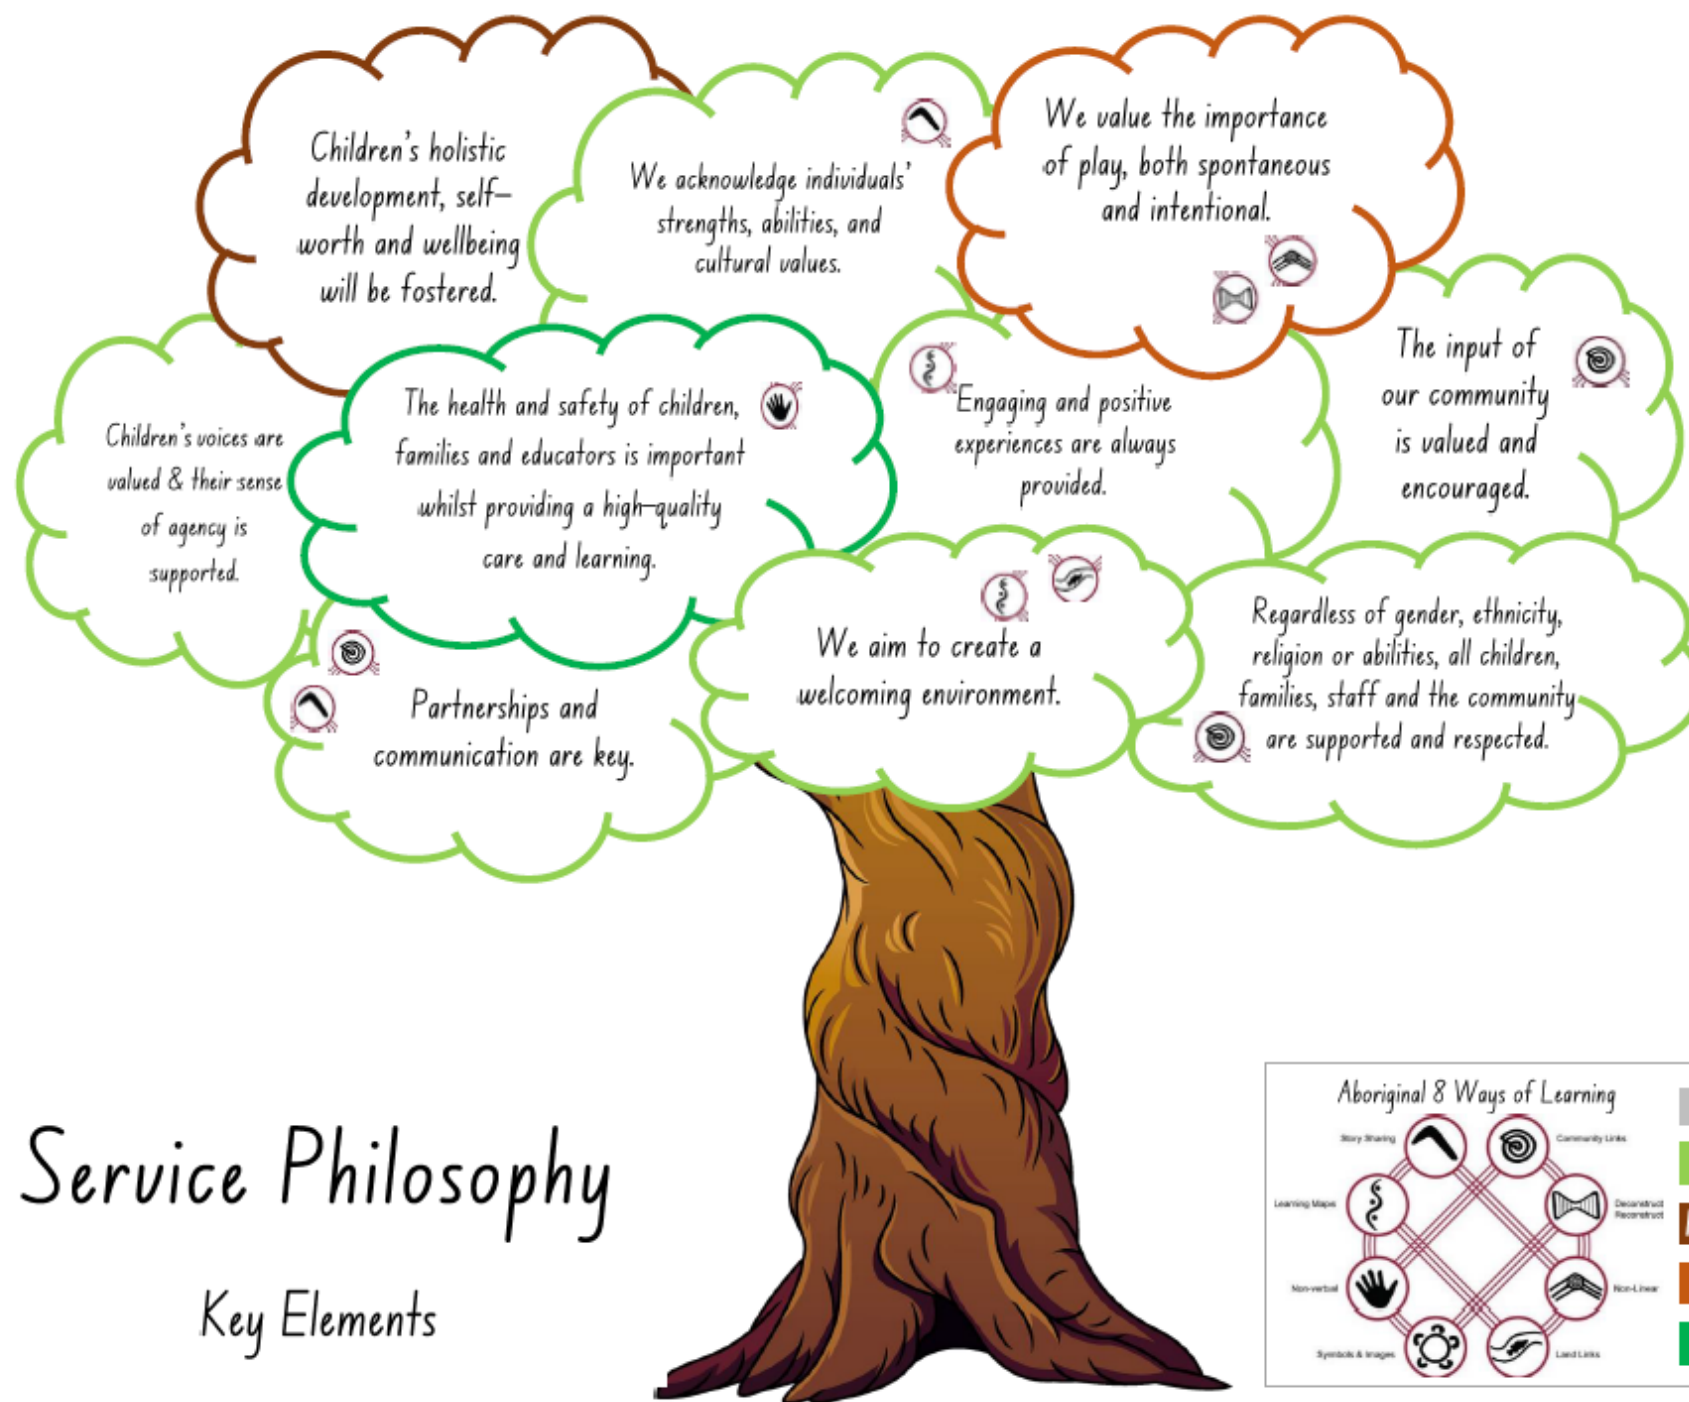 Children's holistic
development, self-
worth and wellbeing
will be fostered.
We acknowledge individuals'
strengths, abilities, and
cultural values.
We value the importance
of play, both spontaneous
and intentional.
Children's voices are
valued & their sense
of agency is
supported.
The health and safety of children,
families and educators is important
whilst providing a high-quality
care and learning.
Engaging and positive
experiences are always
provided.
The input of
our community
is valued and
encouraged.
Partnerships and
communication are key.
We aim to create a
welcoming environment.
Regardless of gender, ethnicity,
religion or abilities, all children,
families, staff and the community
are supported and respected.
Service Philosophy
Key Elements
Aboriginal 8 Ways of Learning
Story Sharing
Community Links
Learning Maps
Deconstruct
Reconstruct
Non-verbal
Non-Linear
Symbols & Images
Land Links